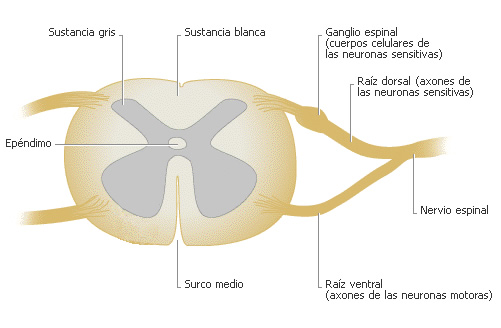 Sustancia gris
Sustancia blanca
Ganglio espinal
(cuerpos celulares de
las neuronas sensitivas)
Raíz dorsal (axones de
las neuronas sensitivas)
Epéndimo
Nervio espinal
Surco medio
Raíz ventral
(axones de las neuronas motoras)